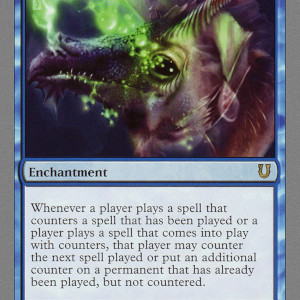 Enchantment
Whenever a player plays a spell that
counters a spell that has been played or a
player plays a spell that comes into play
with counters, that player may counter
the next spell played or put an additional
counter on a permanent that has already
been played, but not countered.